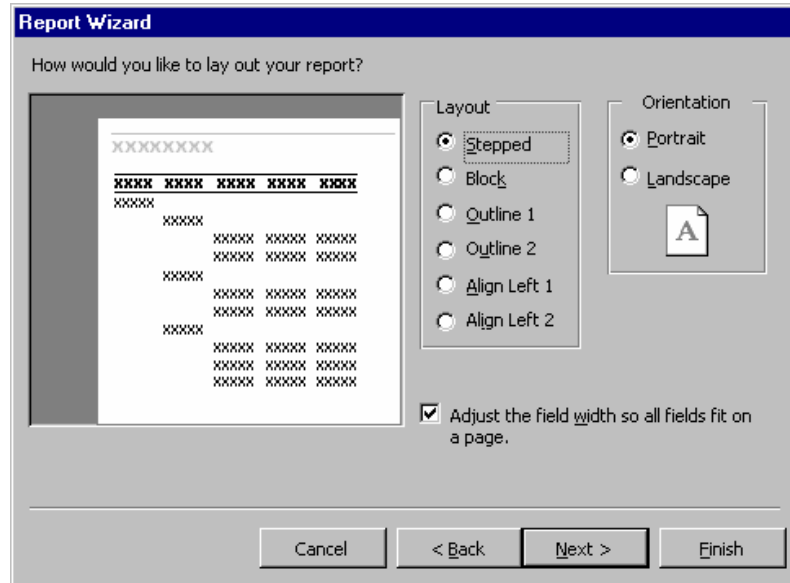 Report Wizard
How would you like to lay out your report?
XXXXXXXX
XXXX XXXX XXXX XXXX XXXX
XXXXX
XXXXX
XXXXX XXXXX XXXXX
XXXXX XXXXX XXXXX
XXXXX
XXXXX XXXXX XXXXX
XXXXX XXXXX XXXXX
XXXXX
XXXXX XXXXX XXXXX
XXXXX XXXXX XXXXX
XXXXX XXXXX XXXXX
Layout
Stepped
Block
Outline 1
Outline 2
Align Left 1
Align Left 2
Orientation
Portrait
Landscape
A
Adjust the field width so all fields fit on
a page.
Cancel
< Back
Next >
Finish